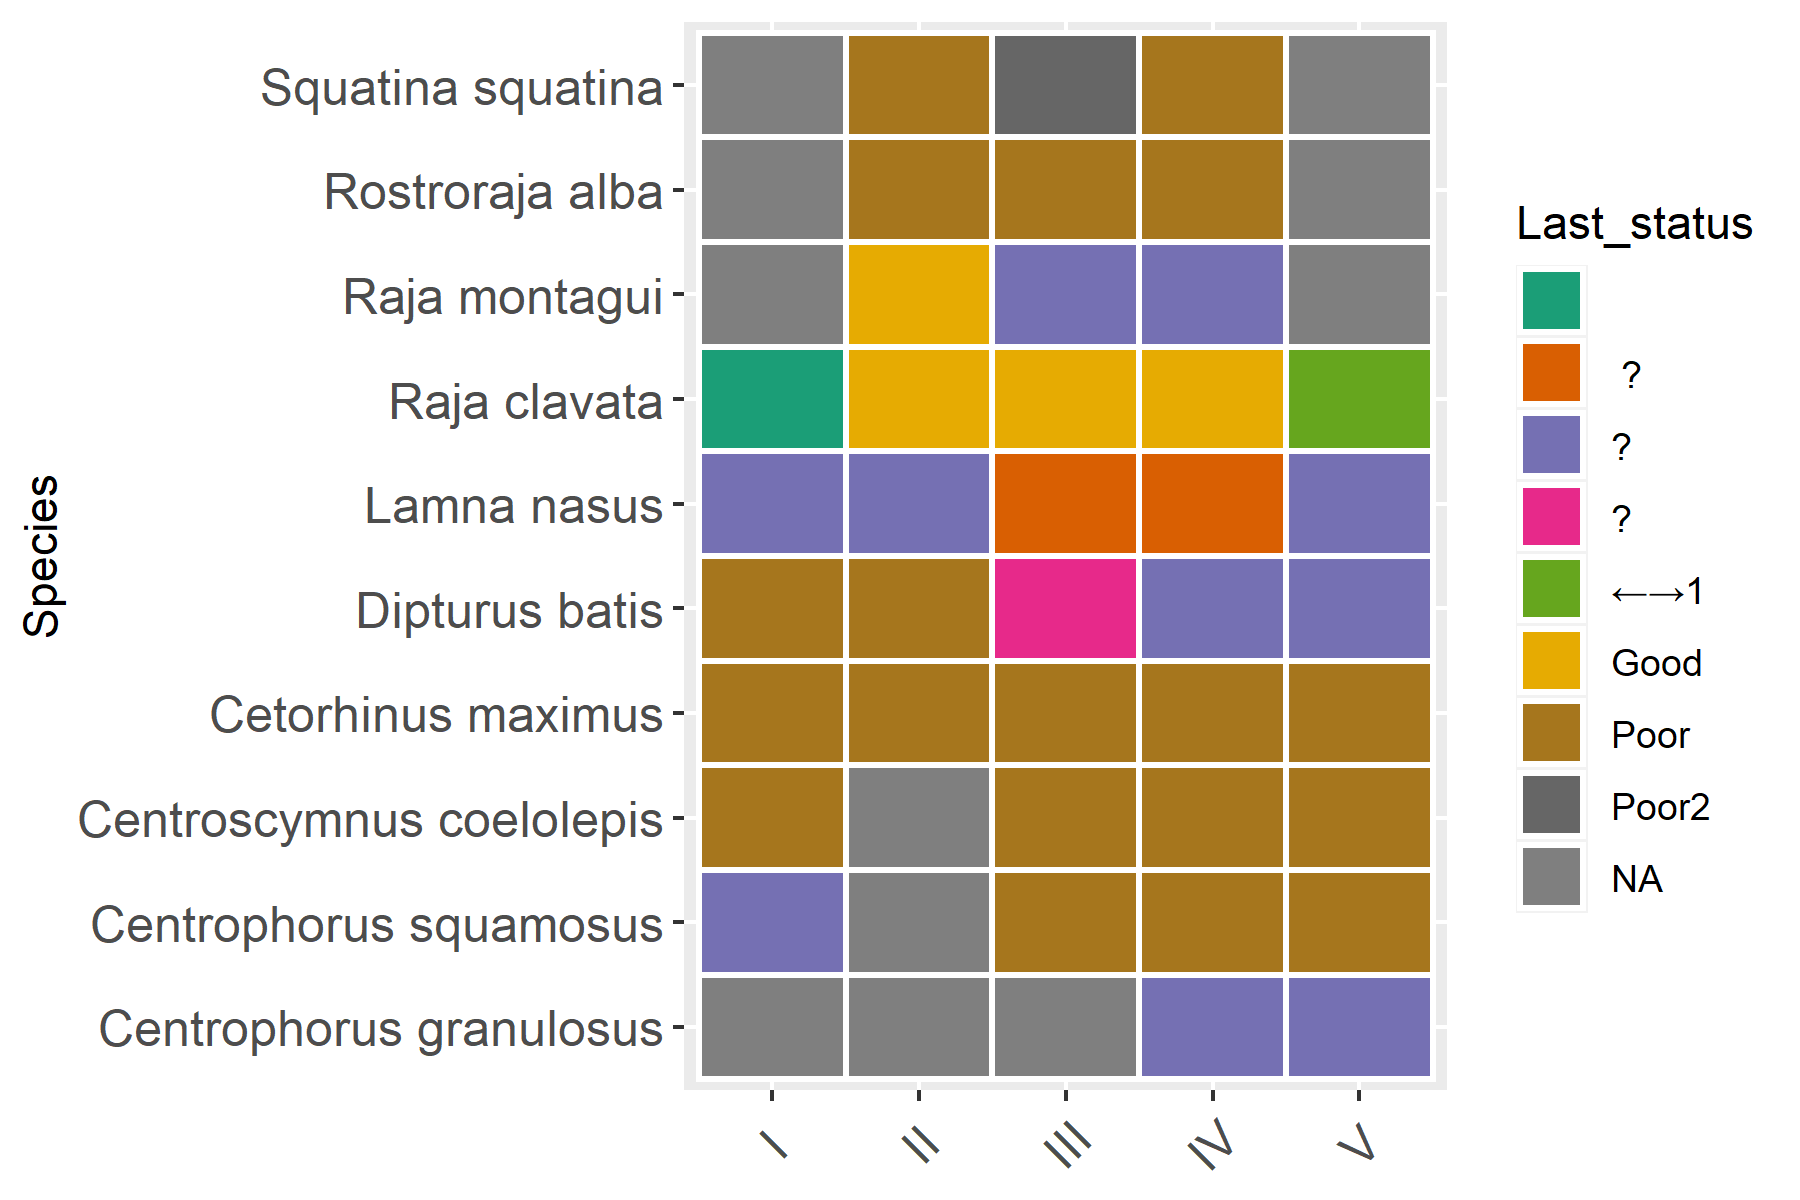 Squatina squatina
Rostroraja alba
Raja montagui
Raja clavata
Lamna nasus
Dipturus batis
Cetorhinus maximus
Centroscymnus coelolepis
Centrophorus squamosus
Centrophorus granulosus
Species
I
II
III
IV
V
Last_status
?
?
?
←→1
Good
Poor
Poor2
NA